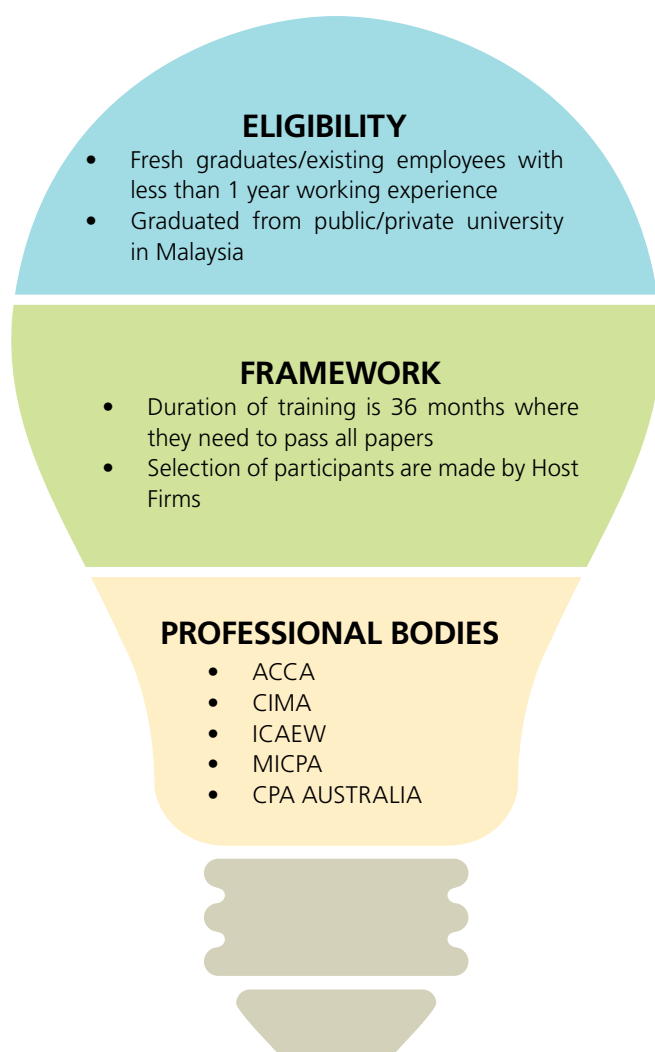 ELIGIBILITY
• Fresh graduates/existing employees with
less than 1 year working experience
• Graduated from public/private university
in Malaysia
FRAMEWORK
• Duration of training is 36 months where
they need to pass all papers
• Selection of participants are made by Host
Firms
PROFESSIONAL BODIES
• ACCA
• CIMA
• ICAEW
• MICPA
• CPA AUSTRALIA